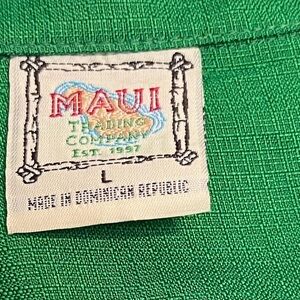 MAUI
TRADING
COMPANY
EST. 1997
L
MADE IN DOMINICAN REPUBLIC